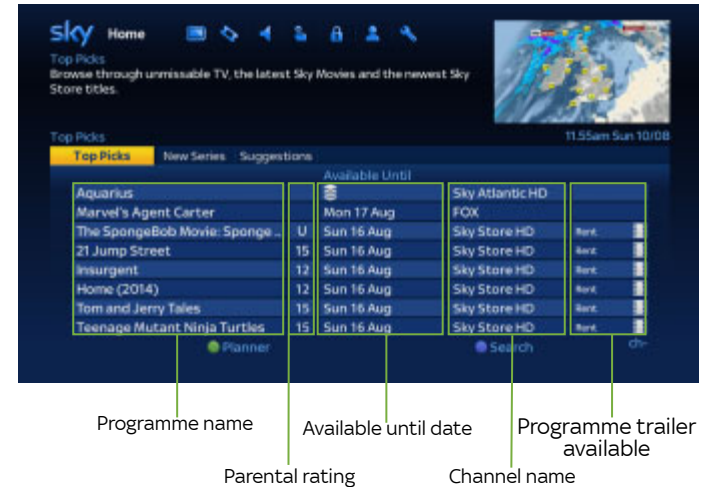 sky Home
Top Picks
Browse through unmissable TV, the latest Sky Movies and the newest Sky
Store titles.
Top Picks 11.55am Sun 10/08
Top Picks New Series Suggestions
Available Until
Aquarius Sky Atlantic HD
Marvel's Agent Carter Mon 17 Aug FOX
The SpongeBob Movie: Sponge ... U Sun 16 Aug Sky Store HD Rent
21 Jump Street 15 Sun 16 Aug Sky Store HD Rent
Insurgent 12 Sun 16 Aug Sky Store HD Rent
Home (2014) 12 Sun 16 Aug Sky Store HD Rent
Tom and Jerry Tales 15 Sun 16 Aug Sky Store HD Rent
Teenage Mutant Ninja Turtles 15 Sun 16 Aug Sky Store HD Rent
Planner Search ch-
Programme name Available until date Programme trailer
available
Parental rating Channel name